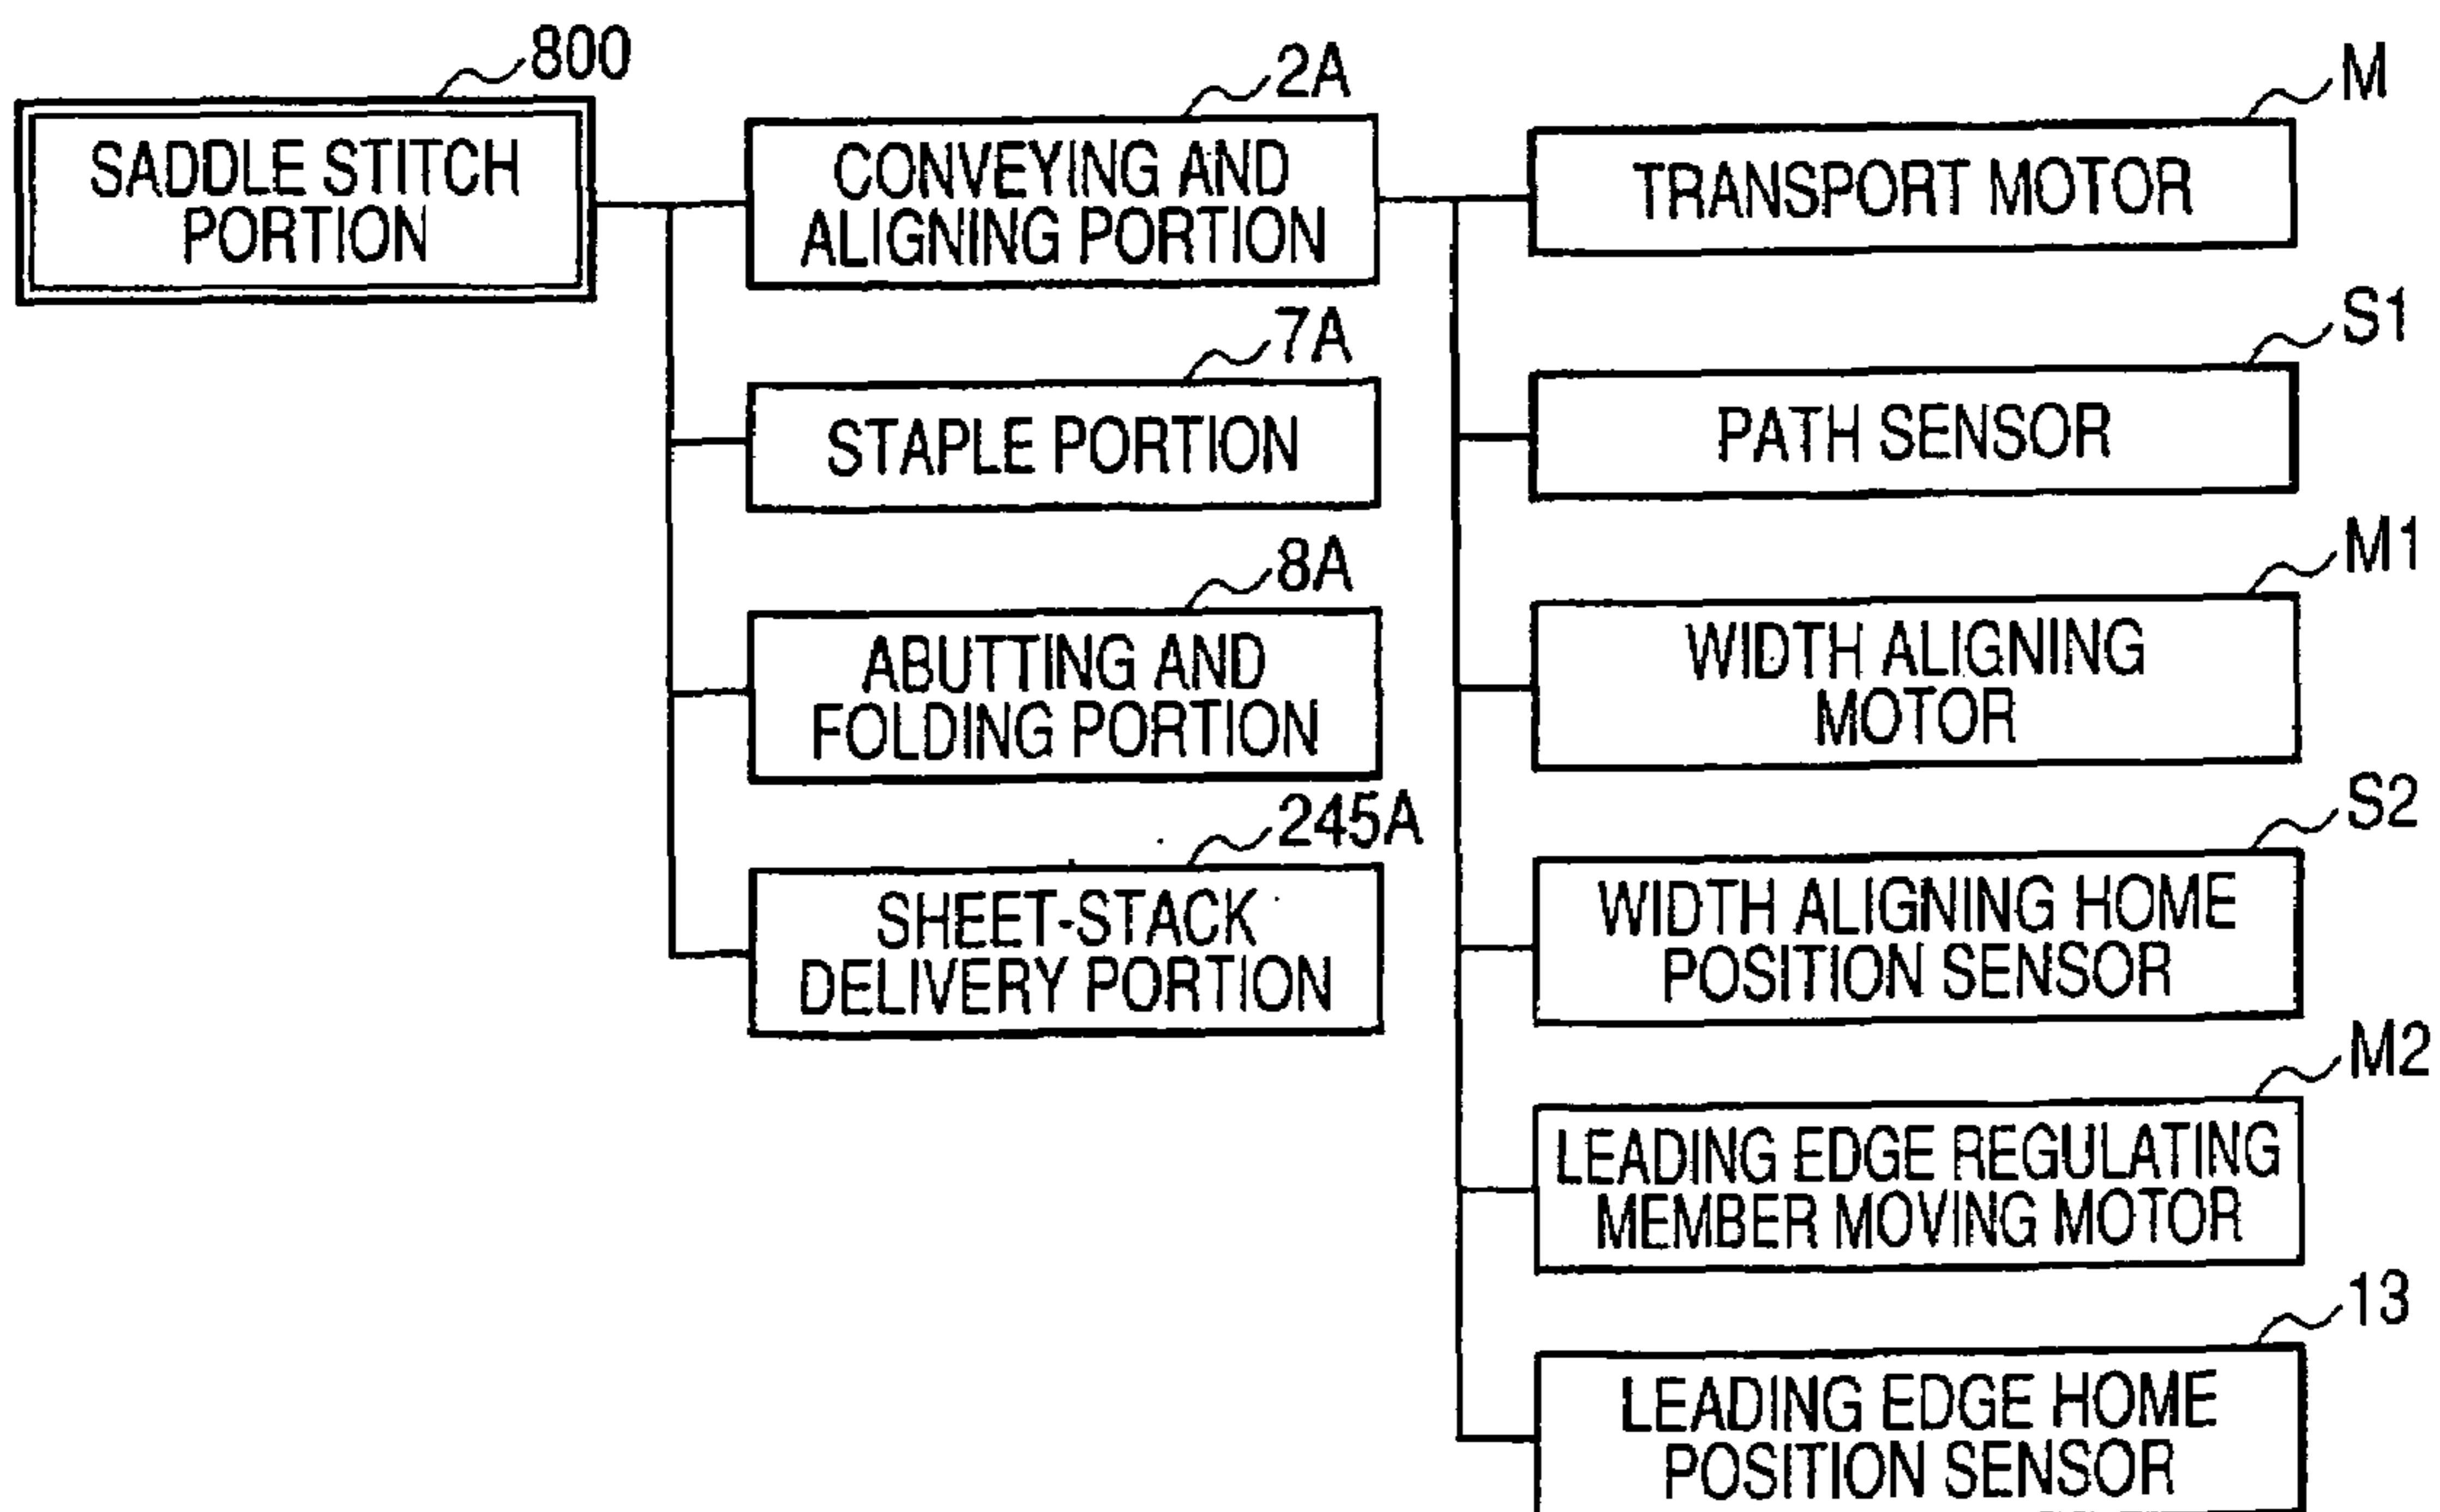 800
SADDLE STITCH
PORTION
2A
CONVEYING AND
ALIGNING PORTION
7A
STAPLE PORTION
8A
ABUTTING AND
FOLDING PORTION
245A
SHEET-STACK
DELIVERY PORTION
M
TRANSPORT MOTOR
S1
PATH SENSOR
M1
WIDTH ALIGNING
MOTOR
S2
WIDTH ALIGNING HOME
POSITION SENSOR
M2
LEADING EDGE REGULATING
MEMBER MOVING MOTOR
13
LEADING EDGE HOME
POSITION SENSOR